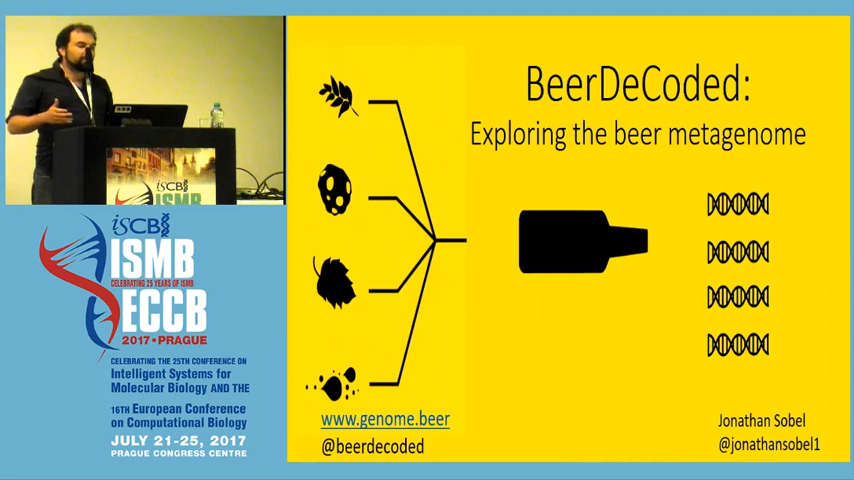 iSCB
ISMB
iSCB
ISMB
CELEBRATING 25 YEARS OF ISMB
ECCB
2017 • PRAGUE
CELEBRATING THE 25TH CONFERENCE ON
Intelligent Systems for
Molecular Biology AND THE
16TH European Conference
on Computational Biology
JULY 21-25, 2017
PRAGUE CONGRESS CENTRE
BeerDeCoded:
Exploring the beer metagenome
www.genome.beer
@beerdecoded
Jonathan Sobel
@jonathansobel1